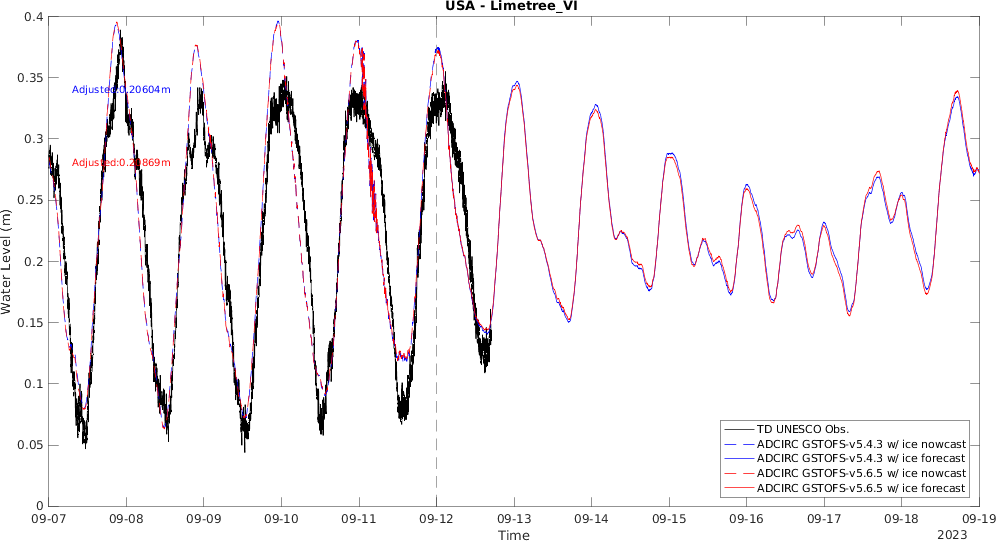 USA - Limetree_VI
0.4
0.35
Adjusted:0.20604m
0.3
Adjusted:0.20869m
0.25
Water Level (m)
0.2
0.15
0.1
0.05
0
TD UNESCO Obs.
ADCIRC GSTOFS-v5.4.3 w/ ice nowcast
ADCIRC GSTOFS-v5.4.3 w/ ice forecast
ADCIRC GSTOFS-v5.6.5 w/ ice nowcast
ADCIRC GSTOFS-v5.6.5 w/ ice forecast
09-07 09-08 09-09 09-10 09-11 09-12 09-13 09-14 09-15 09-16 09-17 09-18 09-19
Time
2023